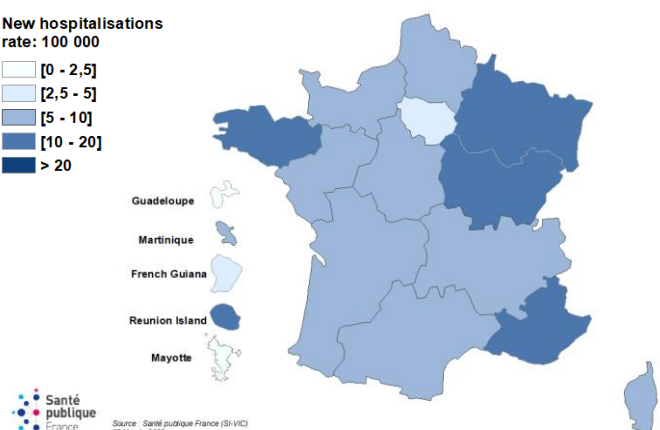 New hospitalisations
rate: 100 000
[0 - 2,5]
[2,5 - 5]
[5 - 10]
[10 - 20]
> 20
Guadeloupe
Martinique
French Guiana
Reunion Island
Mayotte
Santé
publique
France
Source : Santé publique France (SI-VIC)